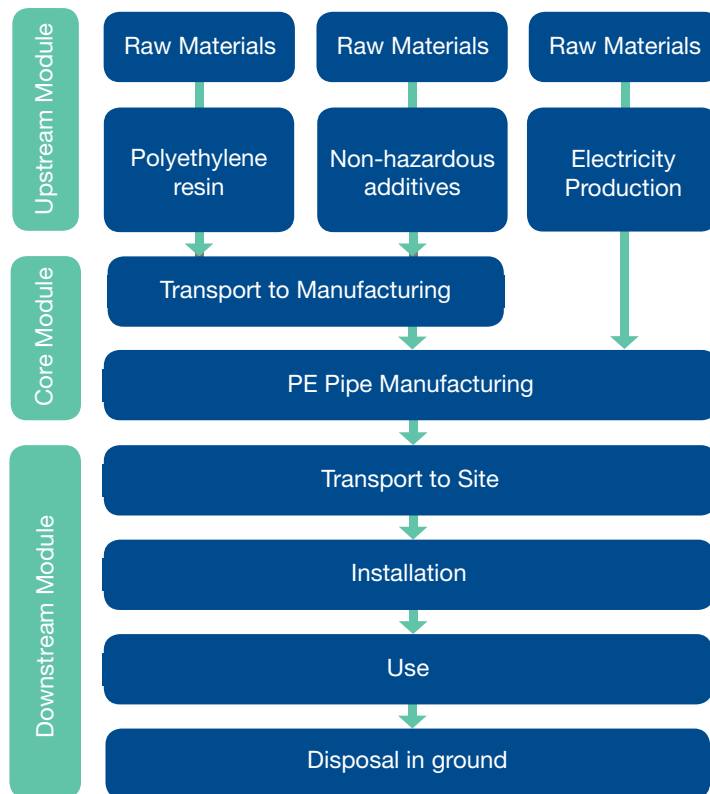 Upstream Module
Raw Materials
Raw Materials
Raw Materials
Polyethylene
resin
Non-hazardous
additives
Electricity
Production
Core Module
Transport to Manufacturing
PE Pipe Manufacturing
Downstream Module
Transport to Site
Installation
Use
Disposal in ground